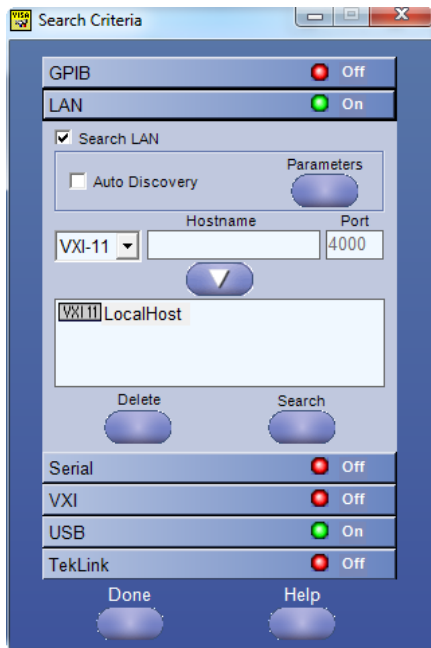 VISA
Search Criteria
GPIB Off
LAN On
Search LAN
Auto Discovery
Parameters
Hostname Port
VXI-11 4000
VXI 11 LocalHost
Delete Search
Serial Off
VXI Off
USB On
TekLink Off
Done Help